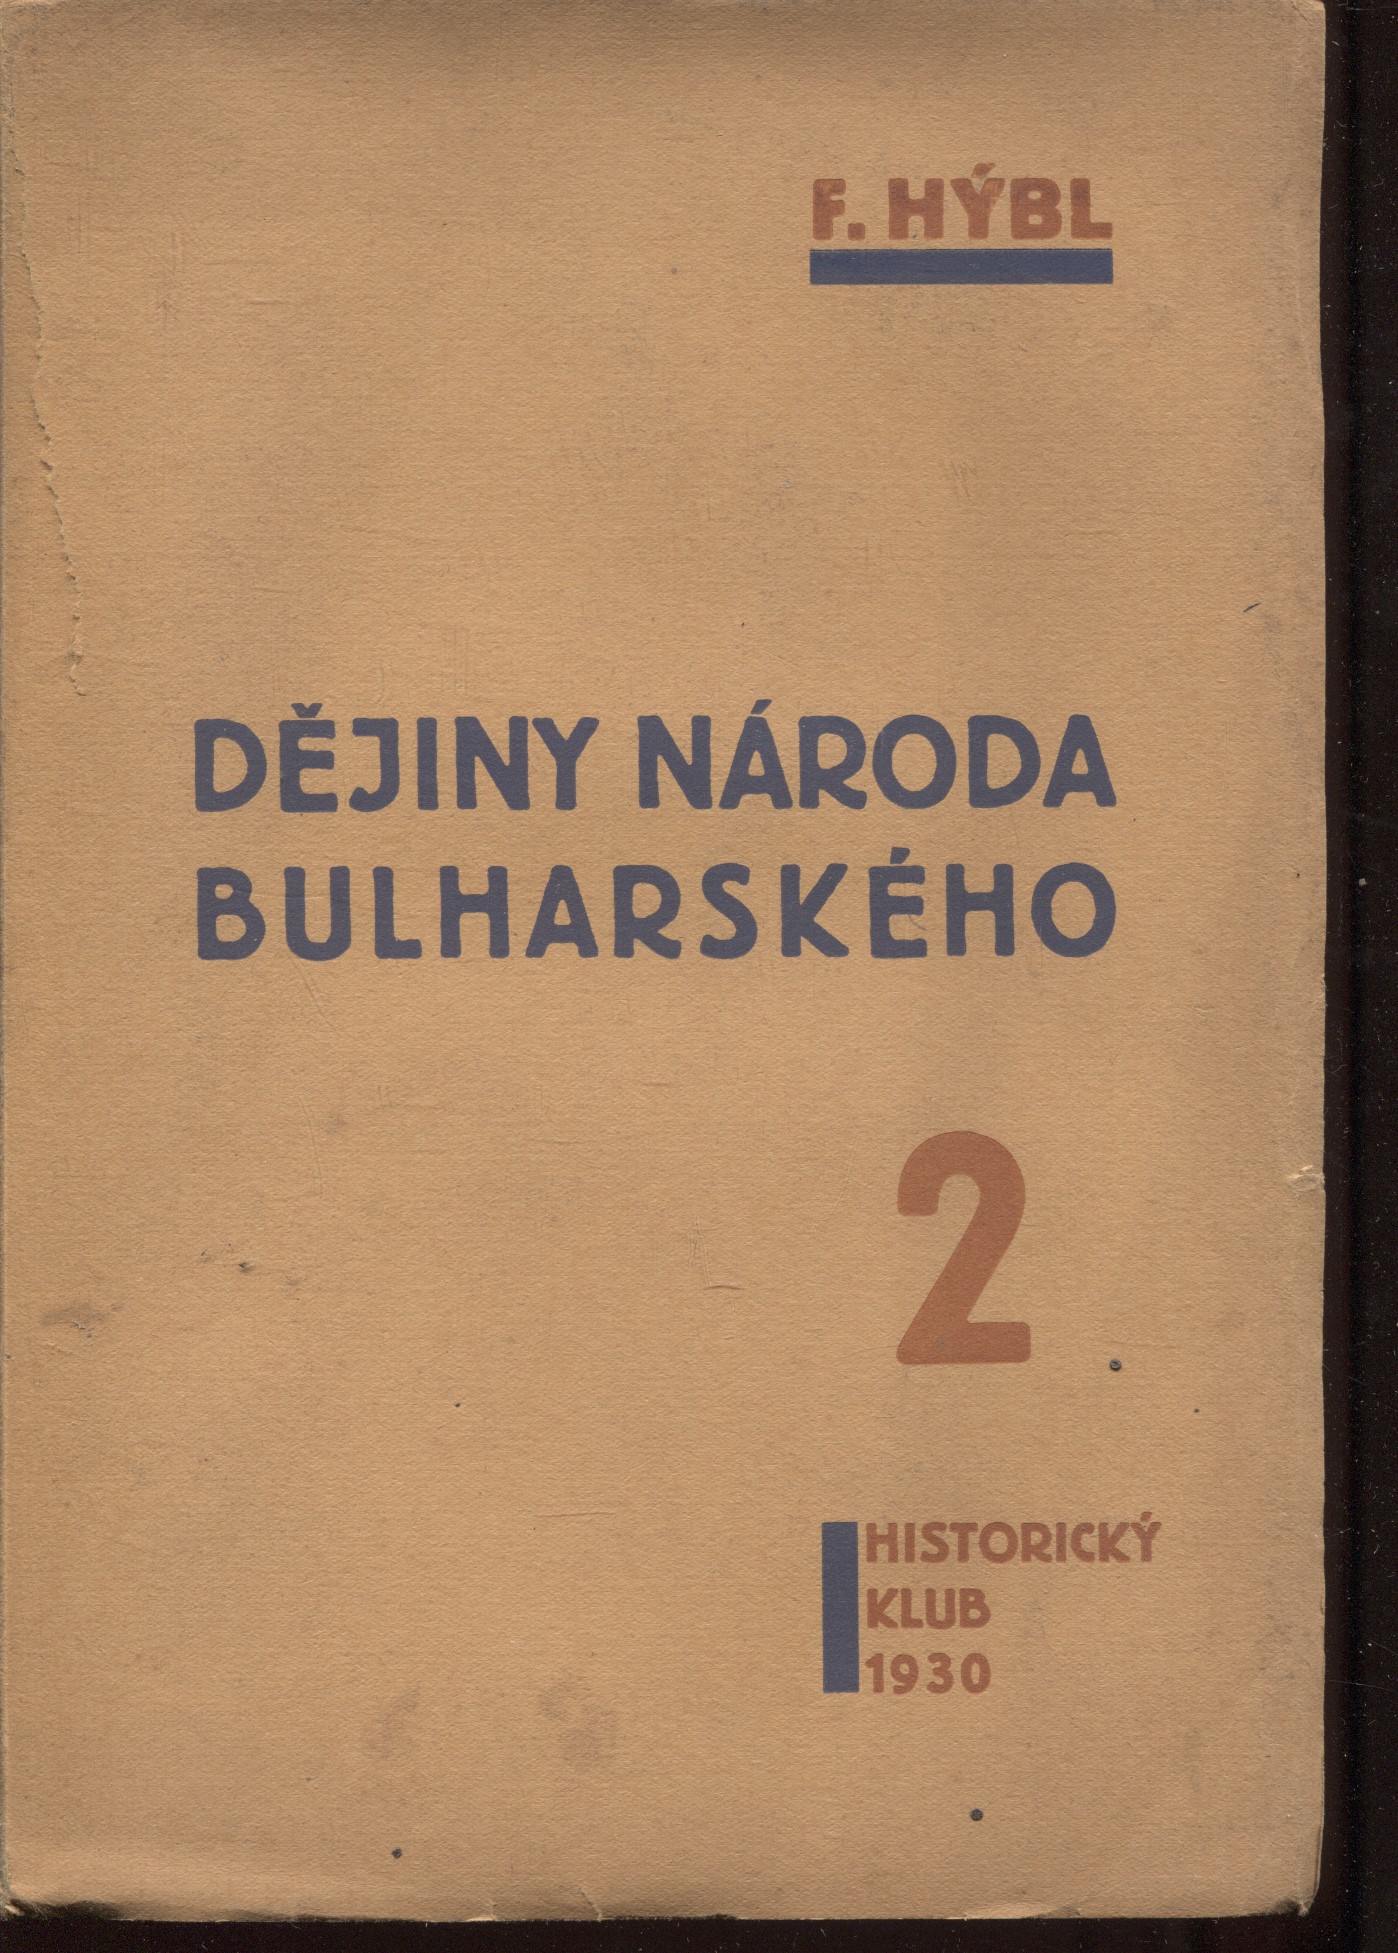 F. HÝBL
DĚJINY NÁRODA
BULHARSKÉHO
2
HISTORICKÝ
KLUB
1930